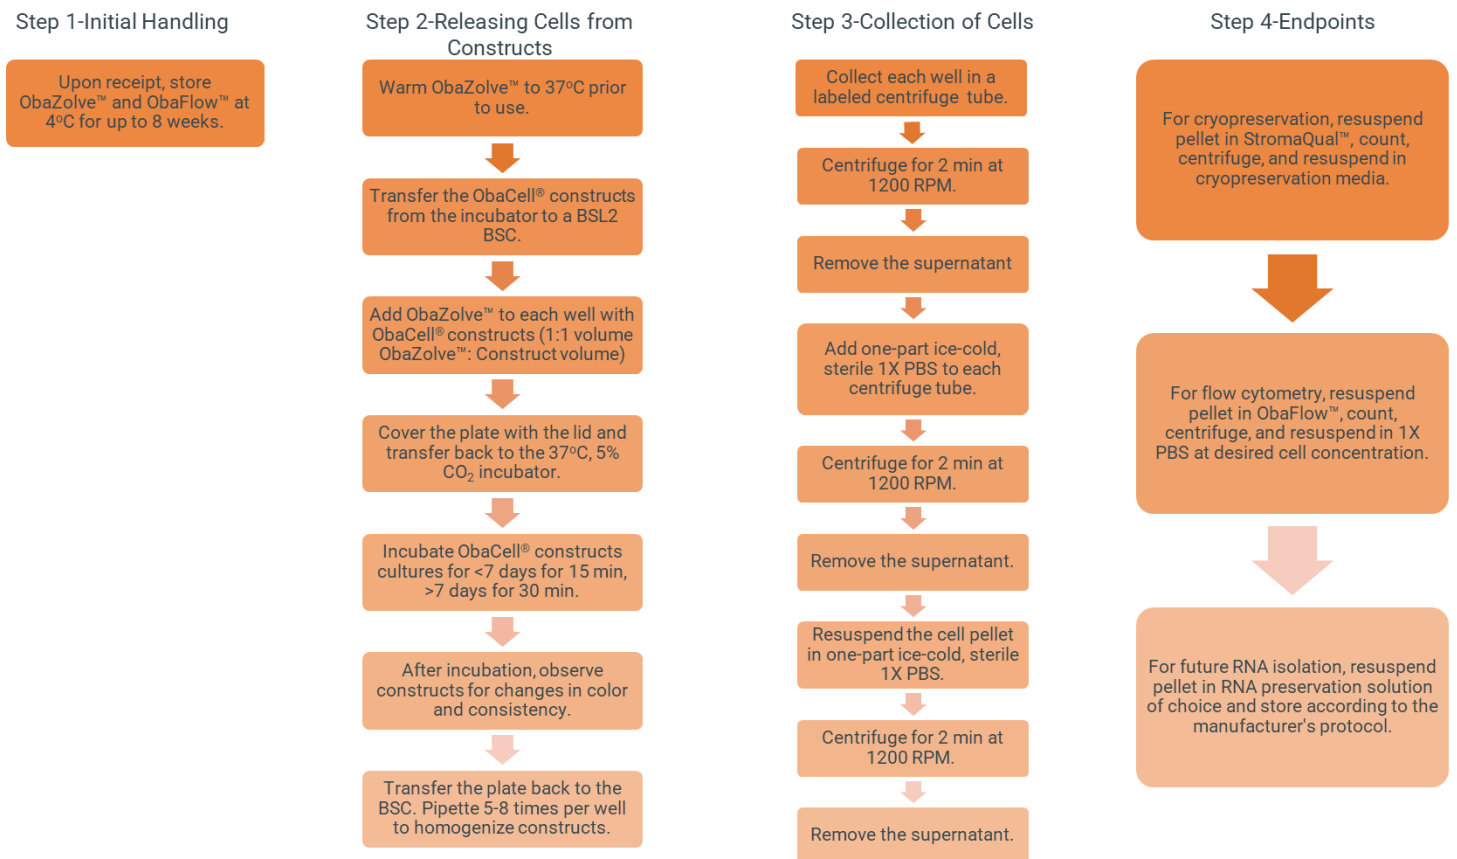 Step 1-Initial Handling
Upon receipt, store
ObaZolve™ and ObaFlow™ at
4ºC for up to 8 weeks.
Step 2-Releasing Cells from
Constructs
Warm ObaZolve™ to 37ºC prior
to use.
Transfer the ObaCell® constructs
from the incubator to a BSL2
BSC.
Add ObaZolve™ to each well with
ObaCell® constructs (1:1 volume
ObaZolve™: Construct volume)
Cover the plate with the lid and
transfer back to the 37ºC, 5%
CO₂ incubator.
Incubate ObaCell® constructs
cultures for <7 days for 15 min,
>7 days for 30 min.
After incubation, observe
constructs for changes in color
and consistency.
Transfer the plate back to the
BSC. Pipette 5-8 times per well
to homogenize constructs.
Step 3-Collection of Cells
Collect each well in a
labeled centrifuge tube.
Centrifuge for 2 min at
1200 RPM.
Remove the supernatant
Add one-part ice-cold,
sterile 1X PBS to each
centrifuge tube.
Centrifuge for 2 min at
1200 RPM.
Remove the supernatant.
Resuspend the cell pellet
in one-part ice-cold, sterile
1X PBS.
Centrifuge for 2 min at
1200 RPM.
Remove the supernatant.
Step 4-Endpoints
For cryopreservation, resuspend
pellet in StromaQual™, count,
centrifuge, and resuspend in
cryopreservation media.
For flow cytometry, resuspend
pellet in ObaFlow™, count,
centrifuge, and resuspend in 1X
PBS at desired cell concentration.
For future RNA isolation, resuspend
pellet in RNA preservation solution
of choice and store according to the
manufacturer's protocol.